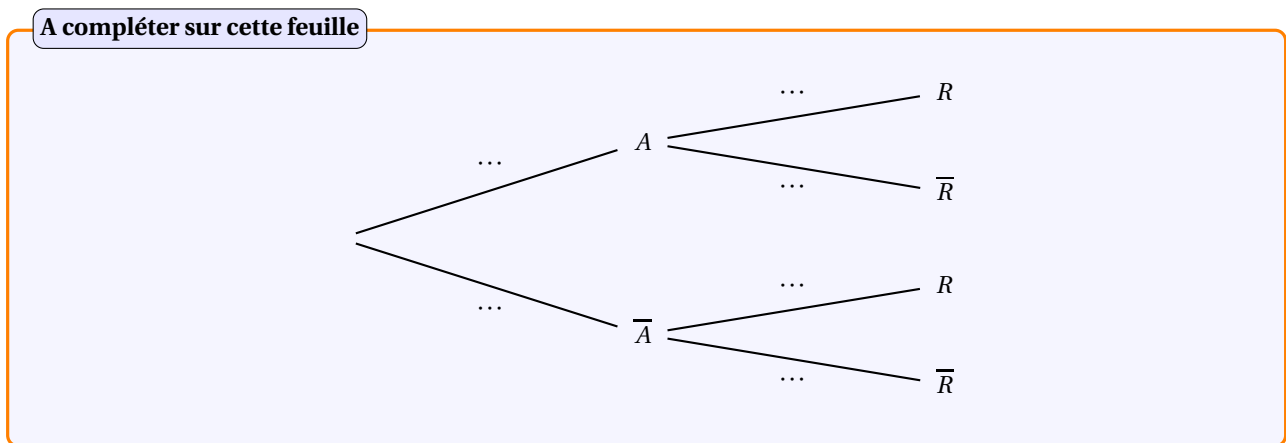 A compléter sur cette feuille
... R
... A
... R̅
... R
... A̅
... R̅